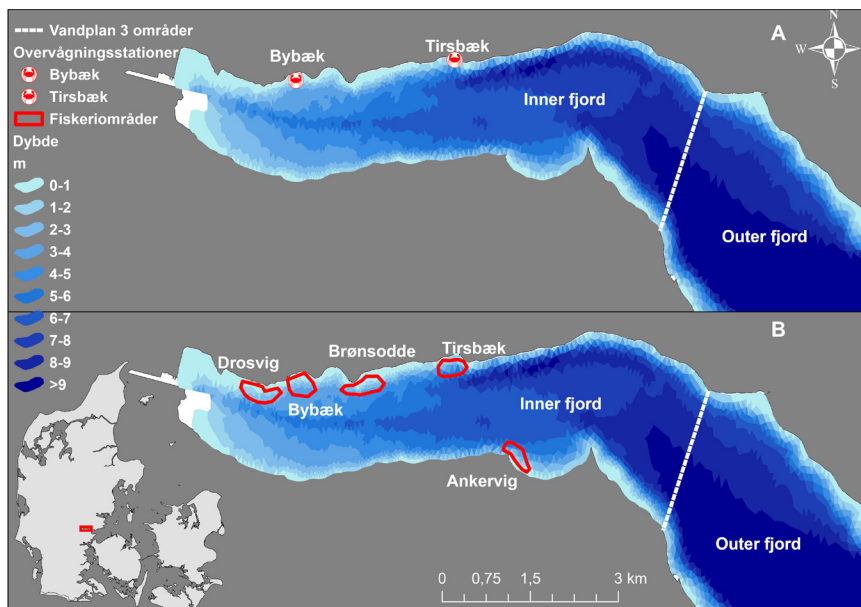 Vandplan 3 områder
Overvågningsstationer
Bybæk
Tirsbæk
Fiskeriområder
Dybde
m
0-1
1-2
2-3
3-4
4-5
5-6
6-7
7-8
8-9
>9
A
N
W E
S
Bybæk
Tirsbæk
Inner fjord
Outer fjord
B
Drosvig
Brønsodde
Tirsbæk
Bybæk
Inner fjord
Ankervig
Outer fjord
0 0,75 1,5 3 km